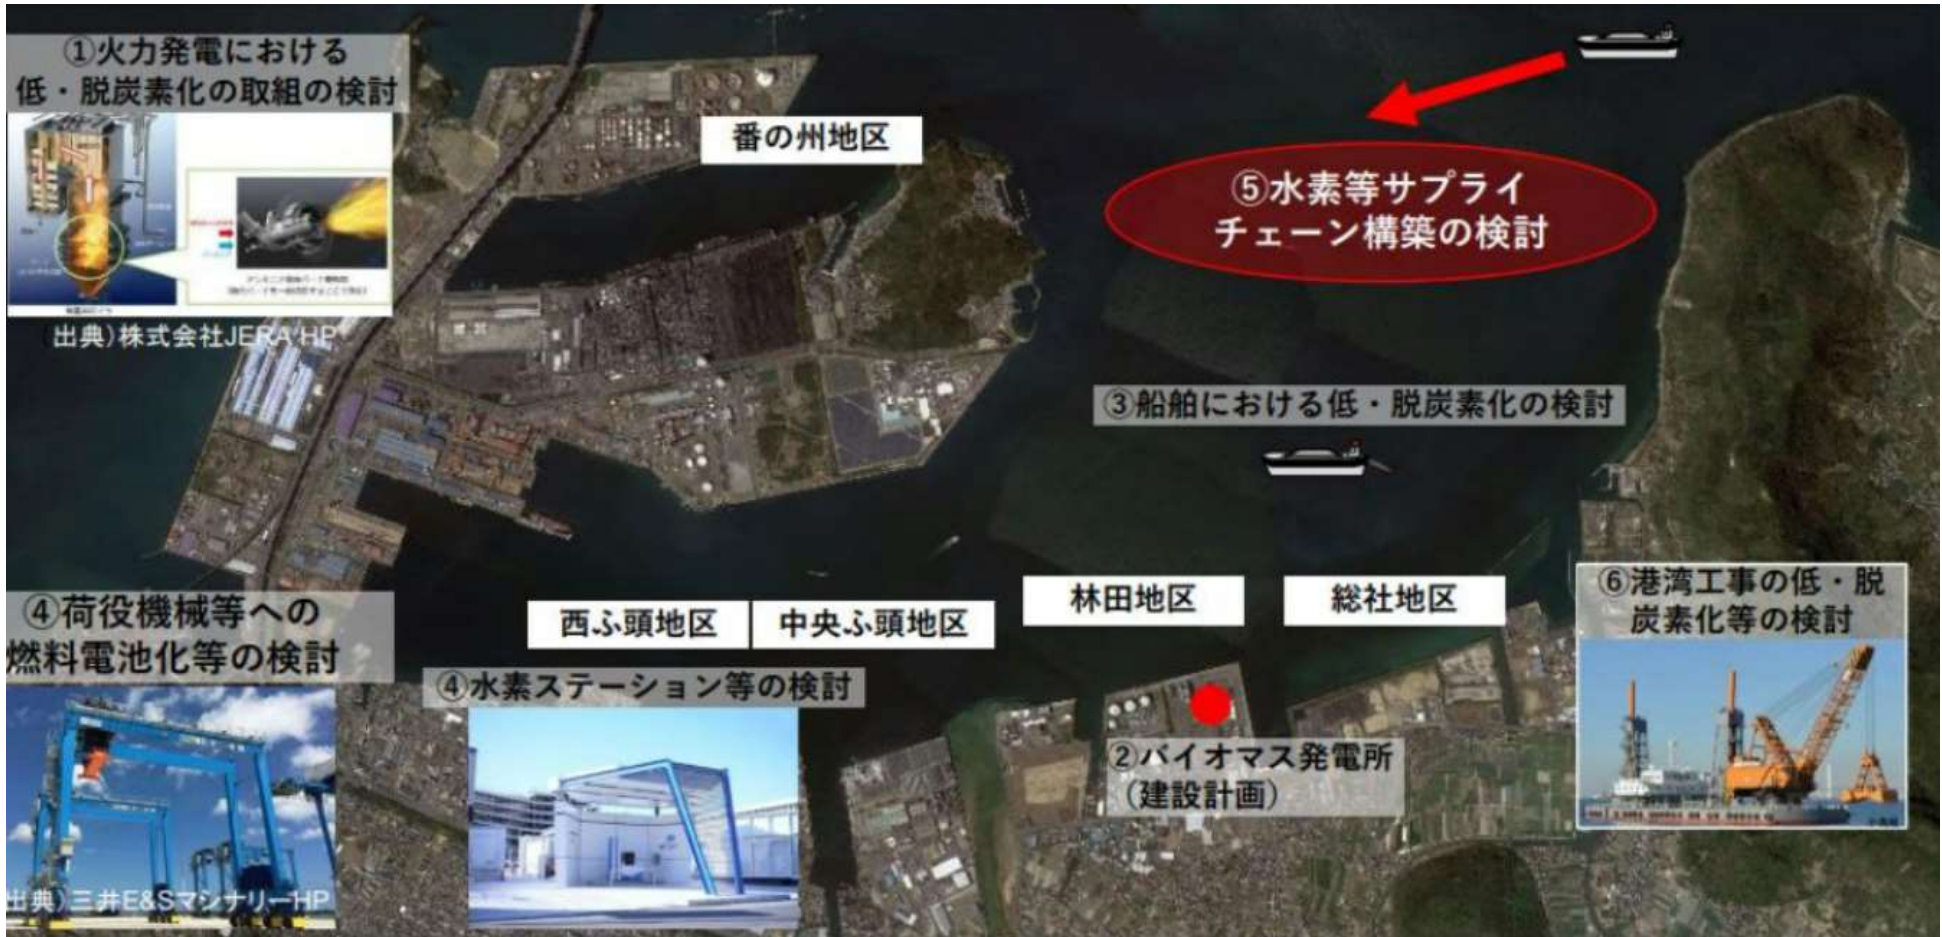 ①火力発電における
低・脱炭素化の取組の検討
出典）株式会社JERA HP
番の州地区
⑤水素等サプライ
チェーン構築の検討
③船舶における低・脱炭素化の検討
④荷役機械等への
燃料電池化等の検討
出典）三井E&SマシナリーHP
西ふ頭地区
中央ふ頭地区
④水素ステーション等の検討
林田地区
総社地区
②バイオマス発電所
（建設計画）
⑥港湾工事の低・脱
炭素化等の検討